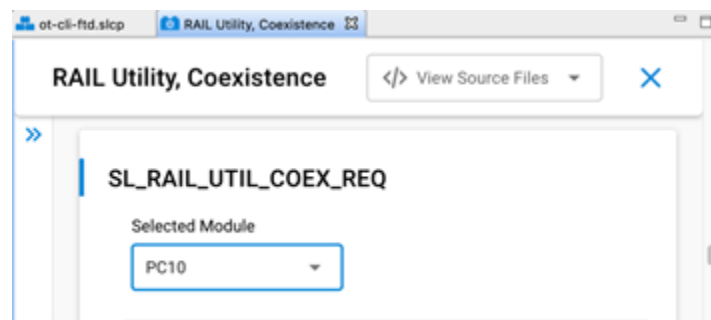 ot-cli-ftd.slcp RAIL Utility, Coexistence
RAIL Utility, Coexistence </> View Source Files
SL_RAIL_UTIL_COEX_REQ
Selected Module
PC10